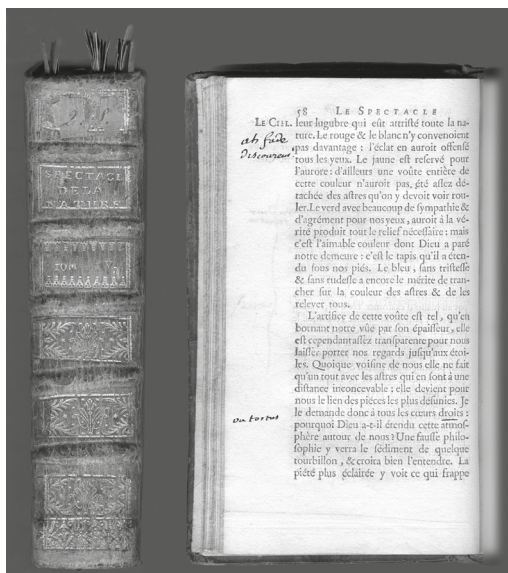 SPECTACL
DE LA
NATURE
TOM
58 LE SPECTACLE
LE CIEL.
ah fade
discoureur
ou tortus
leur lugubre qui eût attristé toute la na-
ture. Le rouge & le blanc n'y convenoient
pas davantage : l'éclat en auroit offensé
tous les yeux. Le jaune est reservé pour
l'aurore : d'ailleurs une voûte entière de
cette couleur n'auroit pas, été assez dé-
tachée des astres qu'on y devoit voir rou-
ler. Le verd avec beaucoup de sympathie &
d'agrément pour nos yeux, auroit à la vé-
rité produit tout le relief nécessaire : mais
c'est l'aimable couleur dont Dieu a paré
notre demeure : c'est le tapis qu'il a éten-
du sous nos piés. Le bleu, sans tristesse
& sans rudesse a encore le mérite de tran-
cher sur la couleur des astres & de les
relever tous.
L'artifice de cette voûte est tel, qu'en
bornant notre vûe par son épaisseur, elle
est cependant assez transparente pour nous
laisser porter nos regards jusqu'aux étoi-
les. Quoique voisine de nous elle ne fait
qu'un tout avec les astres qui en sont à une
distance inconcevable : elle devient pour
nous le lien des piéces les plus désunies. Je
le demande donc à tous les cœurs droits :
pourquoi Dieu a-t-il étendu cette atmos-
phère autour de nous ? Une fausse philo-
sophie y verra le sédiment de quelque
tourbillon, & croira bien l'entendre. La
piété plus éclairée y voit ce qui frappe